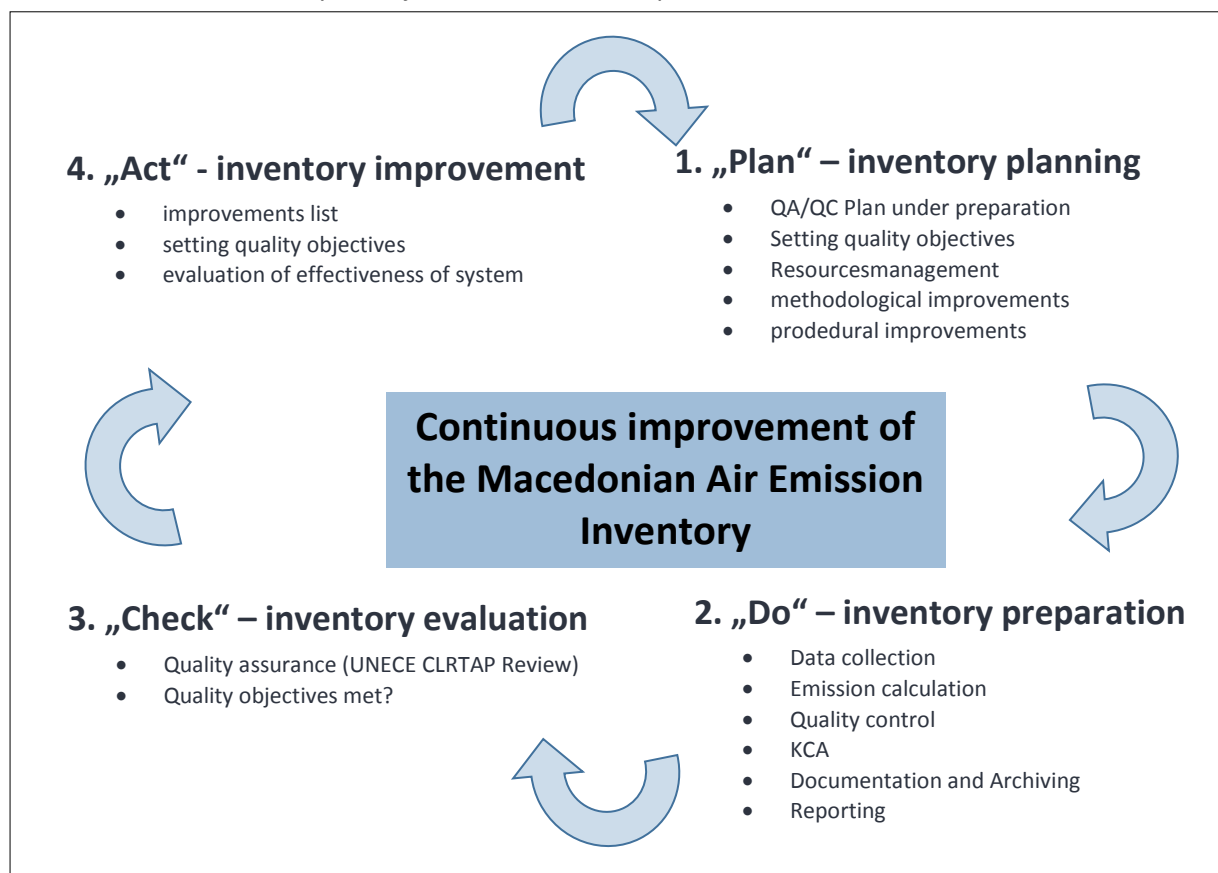 4. „Act“ - inventory improvement
• improvements list
• setting quality objectives
• evaluation of effectiveness of system
1. „Plan“ – inventory planning
• QA/QC Plan under preparation
• Setting quality objectives
• Resourcesmanagement
• methodological improvements
• prodedural improvements
Continuous improvement of
the Macedonian Air Emission
Inventory
3. „Check“ – inventory evaluation
• Quality assurance (UNECE CLRTAP Review)
• Quality objectives met?
2. „Do“ – inventory preparation
• Data collection
• Emission calculation
• Quality control
• KCA
• Documentation and Archiving
• Reporting